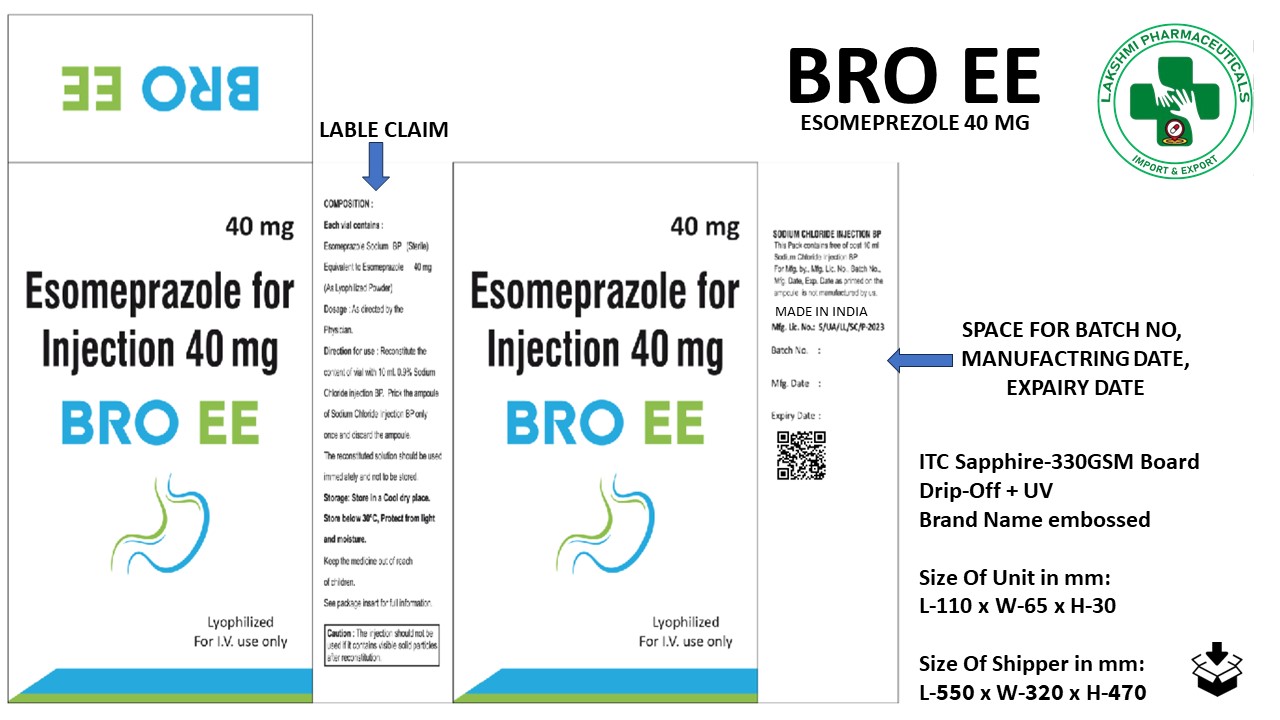 BRO EE
BRO EE
ESOMEPREZOLE 40 MG
LAKSHMI PHARMACEUTICALS
IMPORT & EXPORT
LABLE CLAIM
40 mg
Esomeprazole for
Injection 40 mg
BRO EE
Lyophilized
For I.V. use only
COMPOSITION :
Each vial contains :
Esomeprazole Sodium BP (Sterile)
Equivalent to Esomeprazole 40 mg
(As Lyophilized Powder)
Dosage : As directed by the
Physician.
Direction for use : Reconstitute the
content of vial with 10 ml. 0.9% Sodium
Chloride injection BP. Prick the ampoule
of Sodium Chloride Injection BP only
once and discard the ampoule.
The reconstituted solution should be used
immediately and not to be stored.
Storage: Store in a Cool dry place.
Store below 30°C, Protect from light
and moisture.
Keep the medicine out of reach
of children.
See package insert for full information.
Caution : The injection should not be
used if it contains visible solid particles
after reconstitution.
40 mg
Esomeprazole for
Injection 40 mg
BRO EE
Lyophilized
For I.V. use only
SODIUM CHLORIDE INJECTION BP
This Pack contains free of cost 10 ml
Sodium Chloride Injection BP
For Mfg. by., Mfg. Lic. No., Batch No.,
Mfg. Date, Exp. Date as printed on the
ampoule is not manufactured by us.
MADE IN INDIA
Mfg. Lic. No.: 5/UA/LL/SC/P-2023
Batch No. :
Mfg. Date :
Expiry Date :
SPACE FOR BATCH NO,
MANUFACTRING DATE,
EXPAIRY DATE
ITC Sapphire-330GSM Board
Drip-Off + UV
Brand Name embossed
Size Of Unit in mm:
L-110 x W-65 x H-30
Size Of Shipper in mm:
L-550 x W-320 x H-470